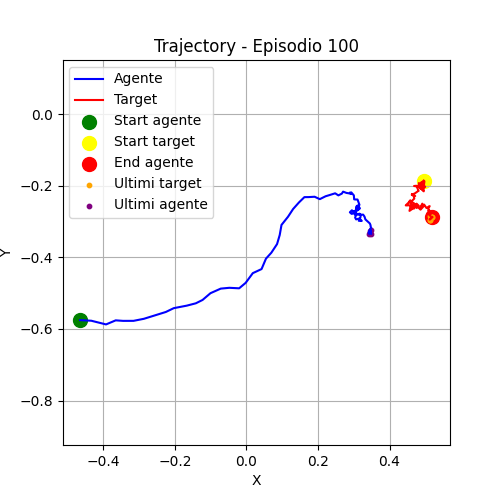 Trajectory - Episodio 100
Agente
Target
Start agente
Start target
End agente
Ultimi target
Ultimi agente
0.0
−0.2
−0.4
−0.6
−0.8
Y
−0.4
−0.2
0.0
0.2
0.4
X